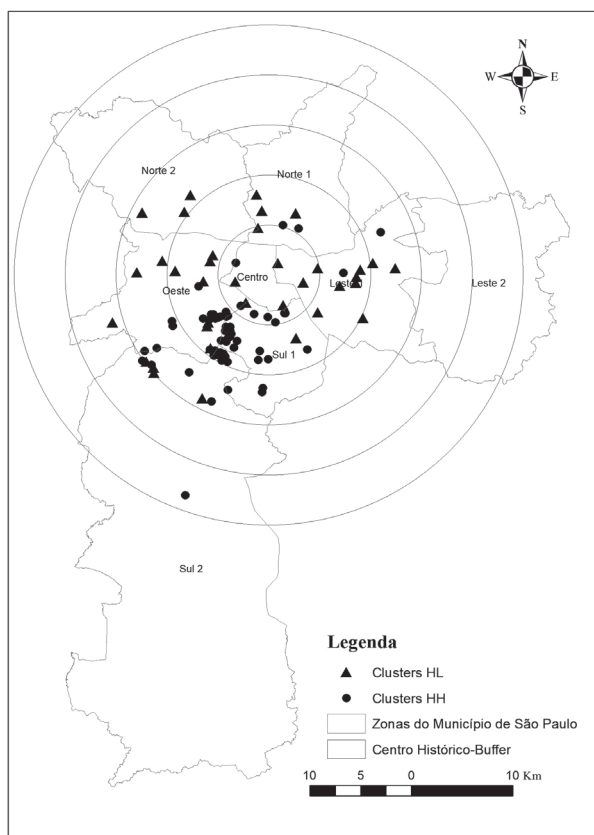 N
W E
S
Norte 2
Norte 1
Centro
Oeste
Leste 1
Leste 2
Sul 1
Sul 2
Legenda
Clusters HL
Clusters HH
Zonas do Município de São Paulo
Centro Histórico-Buffer
10 5 0 10 Km